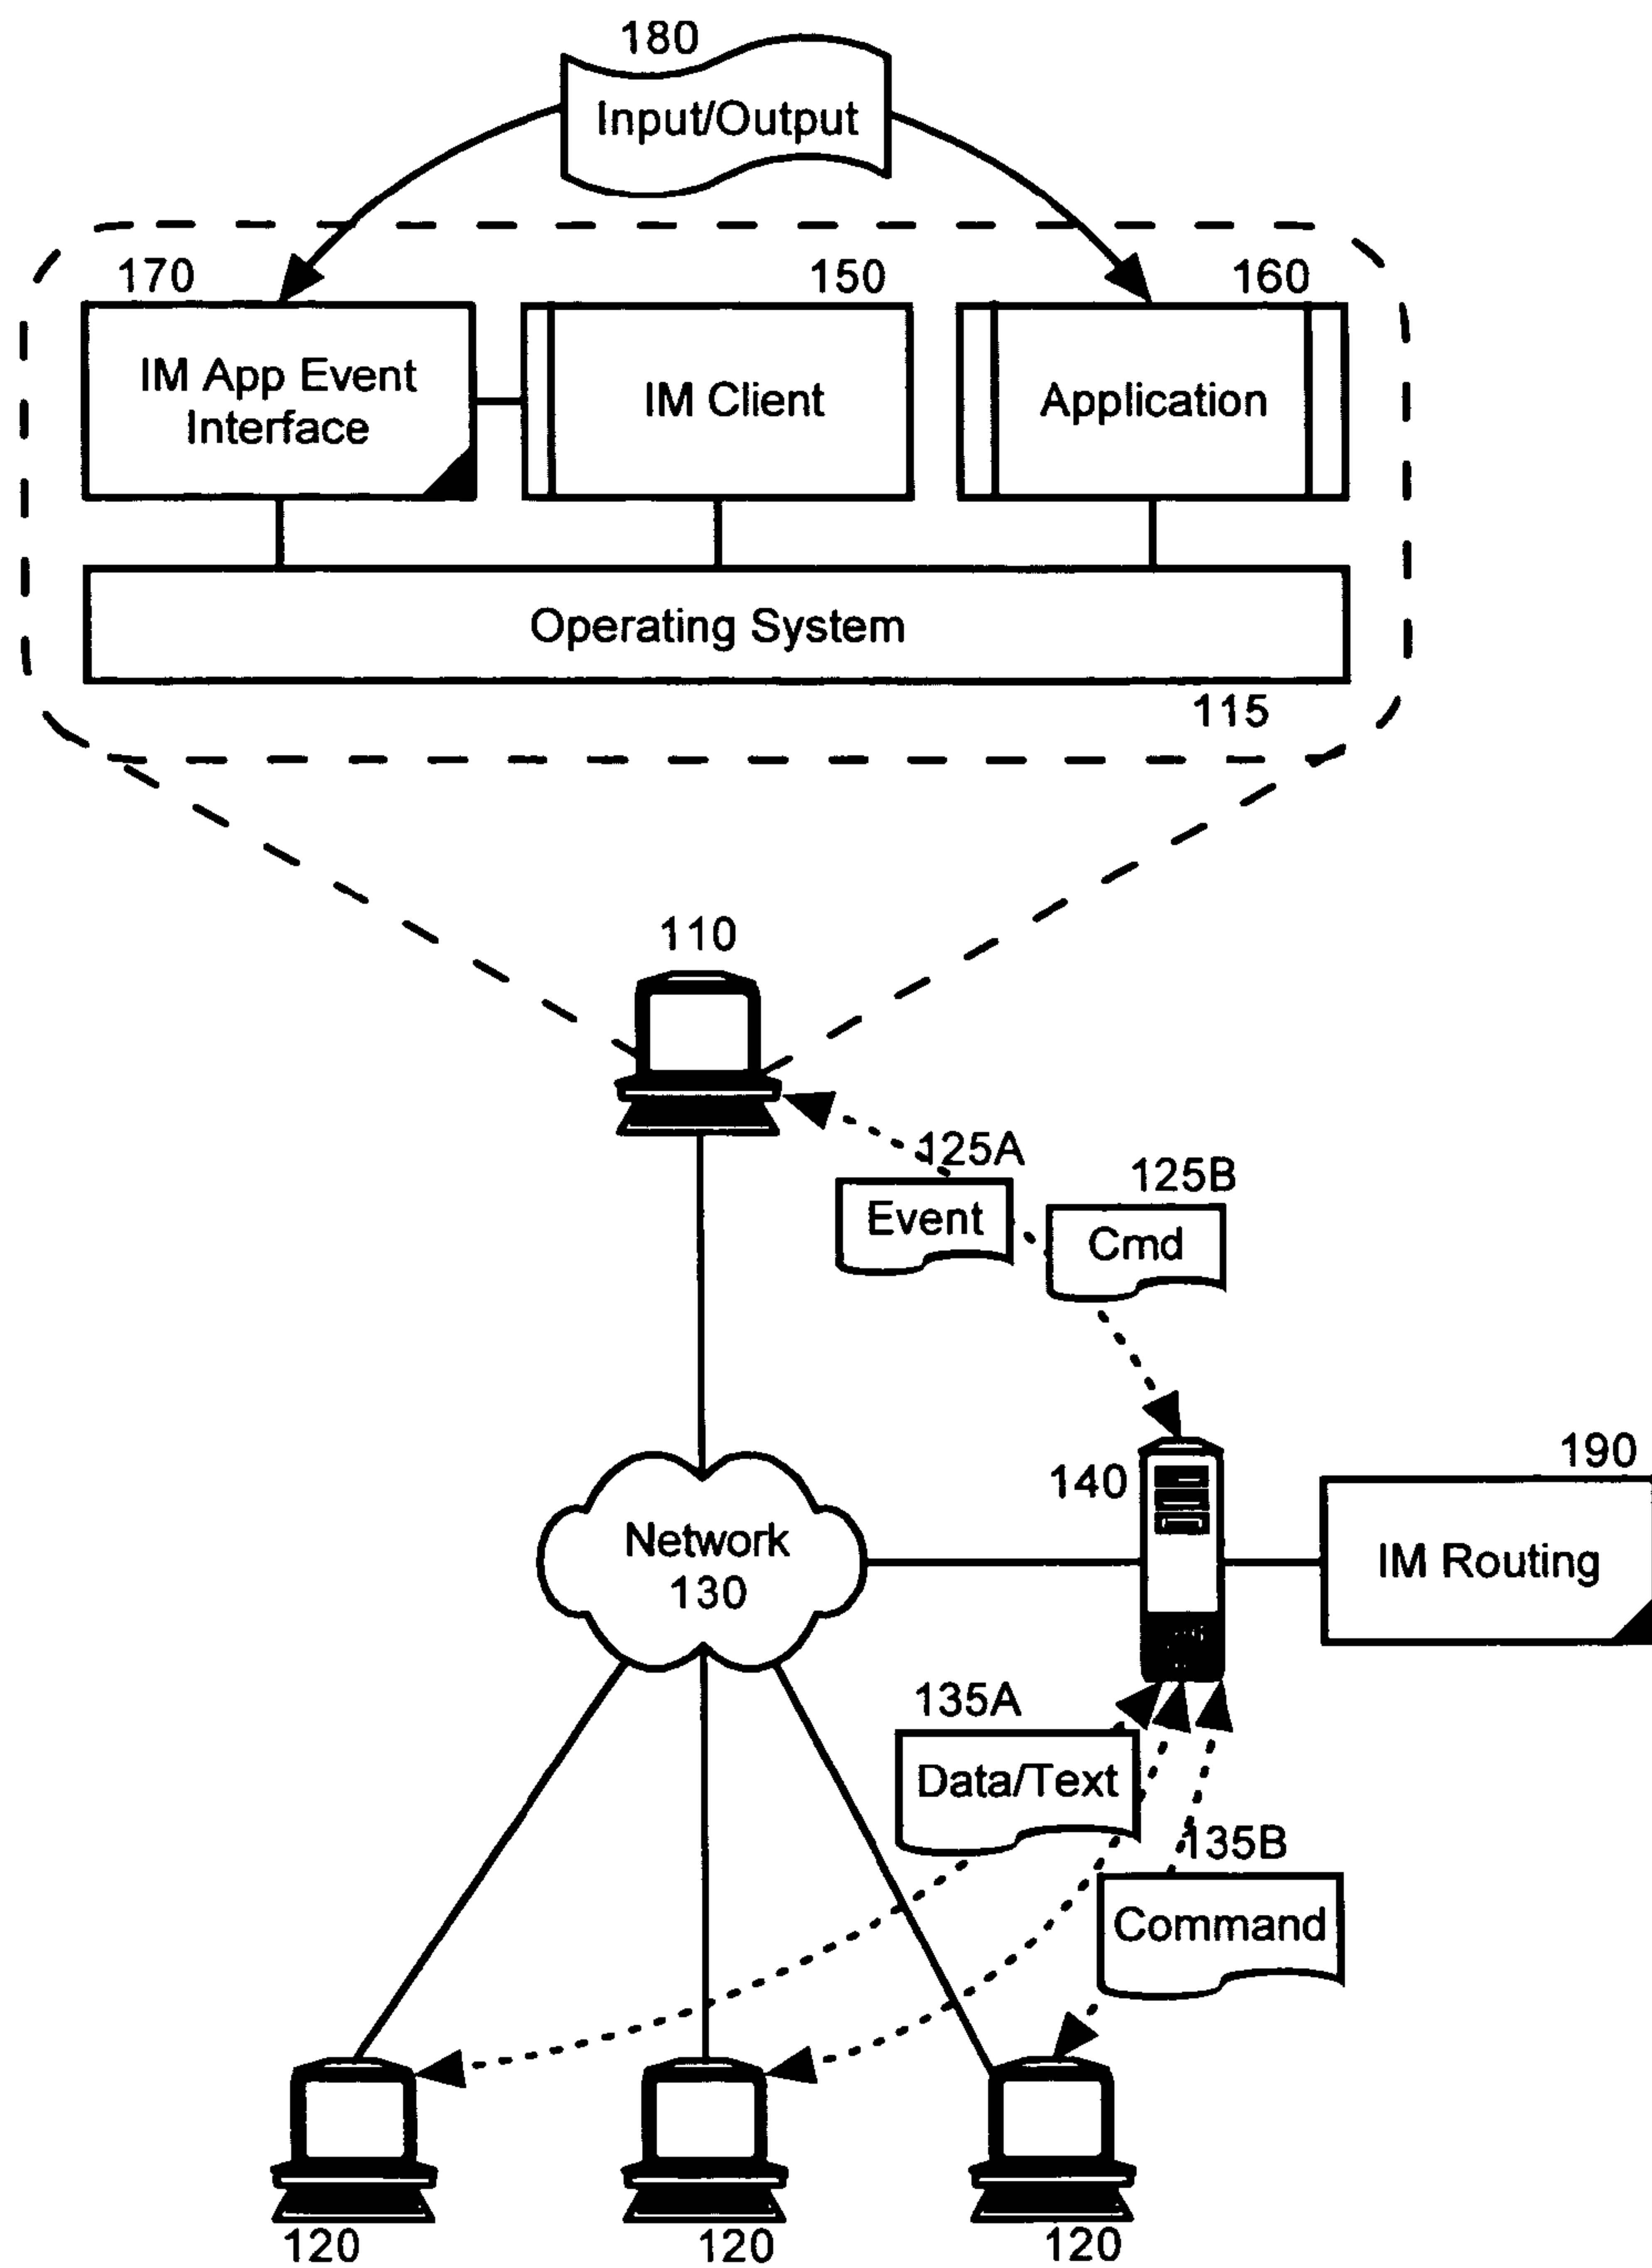 180
Input/Output
170
150
160
IM App Event
Interface
IM Client
Application
Operating System
115
110
125A
125B
Event
Cmd
190
140
Network
130
IM Routing
135A
Data/Text
135B
Command
120
120
120